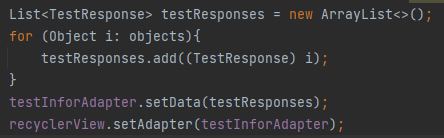 List<TestResponse> testResponses = new ArrayList<>();
for (Object i: objects){
    testResponses.add((TestResponse) i);
}
testInforAdapter.setData(testResponses);
recyclerView.setAdapter(testInforAdapter);